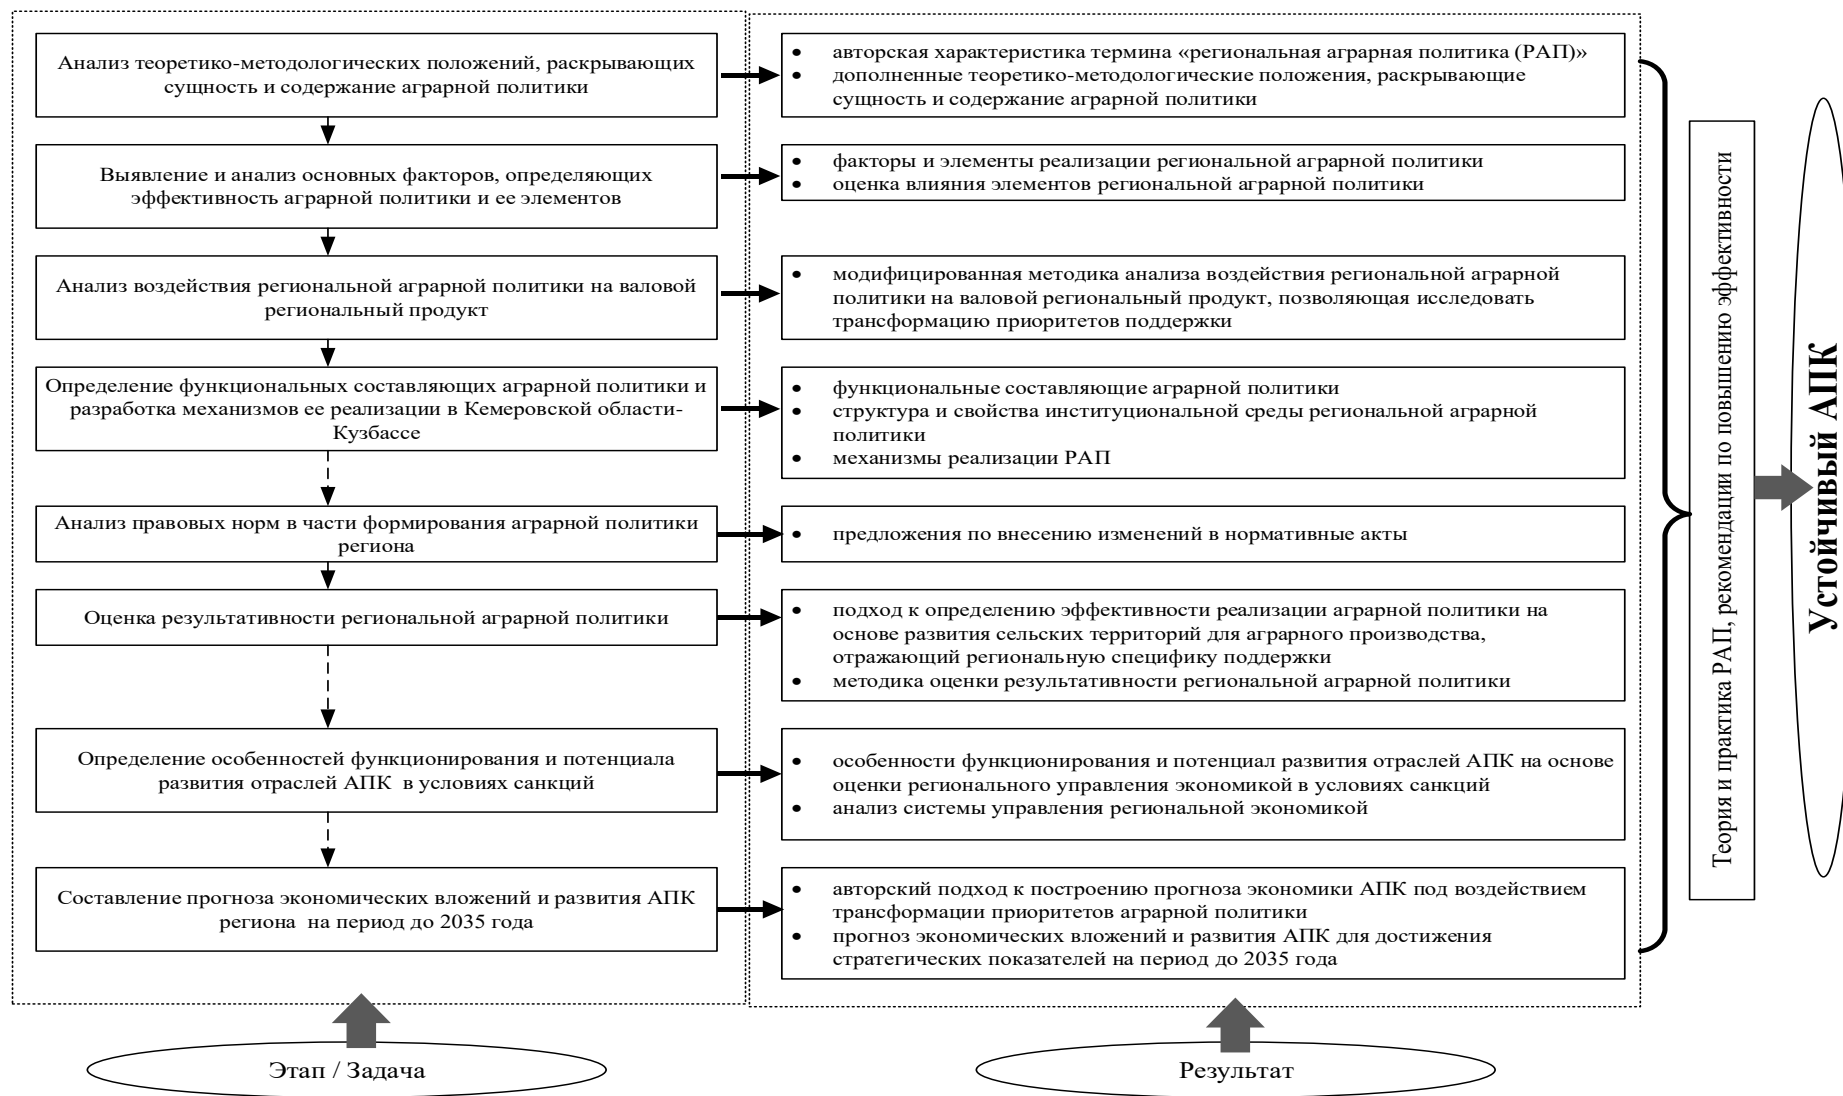 Анализ теоретико-методологических положений, раскрывающих
сущность и содержание аграрной политики
• авторская характеристика термина «региональная аграрная политика (РАП)»
• дополненные теоретико-методологические положения, раскрывающие
сущность и содержание аграрной политики
Выявление и анализ основных факторов, определяющих
эффективность аграрной политики и ее элементов
• факторы и элементы реализации региональной аграрной политики
• оценка влияния элементов региональной аграрной политики
Анализ воздействия региональной аграрной политики на валовой
региональный продукт
• модифицированная методика анализа воздействия региональной аграрной
политики на валовой региональный продукт, позволяющая исследовать
трансформацию приоритетов поддержки
Определение функциональных составляющих аграрной политики и
разработка механизмов ее реализации в Кемеровской области-
Кузбассе
• функциональные составляющие аграрной политики
• структура и свойства институциональной среды региональной аграрной
политики
• механизмы реализации РАП
Анализ правовых норм в части формирования аграрной политики
региона
• предложения по внесению изменений в нормативные акты
Оценка результативности региональной аграрной политики
• подход к определению эффективности реализации аграрной политики на
основе развития сельских территорий для аграрного производства,
отражающий региональную специфику поддержки
• методика оценки результативности региональной аграрной политики
Определение особенностей функционирования и потенциала
развития отраслей АПК в условиях санкций
• особенности функционирования и потенциал развития отраслей АПК на основе
оценки регионального управления экономикой в условиях санкций
• анализ системы управления региональной экономикой
Составление прогноза экономических вложений и развития АПК
региона на период до 2035 года
• авторский подход к построению прогноза экономики АПК под воздействием
трансформации приоритетов аграрной политики
• прогноз экономических вложений и развития АПК для достижения
стратегических показателей на период до 2035 года
Этап / Задача
Результат
Теория и практика РАП, рекомендации по повышению эффективности
Устойчивый АПК